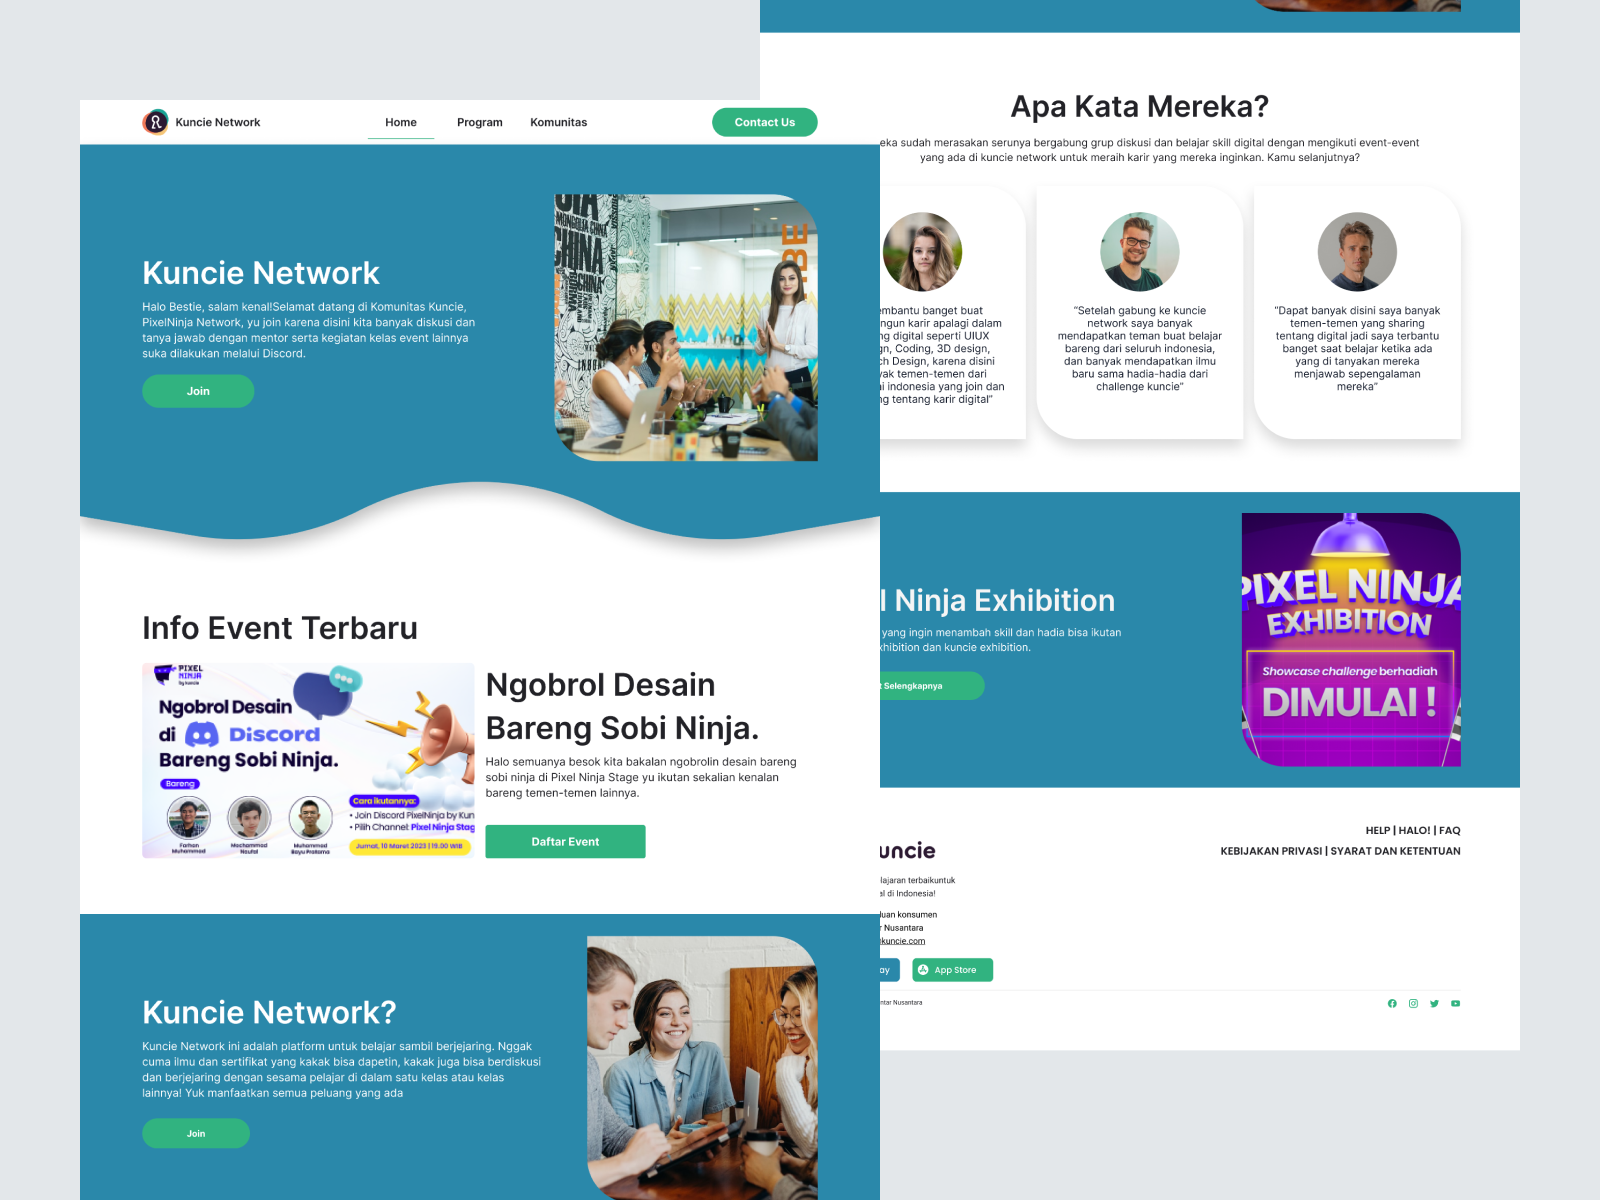 Kuncie Network
Home
Program
Komunitas
Contact Us
CHINA
CHINA
Kuncie Network
Halo Bestie, salam kenal!Selamat datang di Komunitas Kuncie,
PixelNinja Network, yu join karena disini kita banyak diskusi dan
tanya jawab dengan mentor serta kegiatan kelas event lainnya
suka dilakukan melalui Discord.
Join
Info Event Terbaru
PIXEL
NINJA
by kuncie
Ngobrol Desain
di Discord
Bareng Sobi Ninja.
Bareng
Farhan
Muhammad
Mochammad
Naufal
Muhammad
Bayu Pratama
Cara ikutannya:
• Join Discord PixelNinja by Kun
• Pilih Channel: Pixel Ninja Stag
Jumat, 10 Maret 2023 | 19.00 WIB
Ngobrol Desain
Bareng Sobi Ninja.
Halo semuanya besok kita bakalan ngobrolin desain bareng
sobi ninja di Pixel Ninja Stage yu ikutan sekalian kenalan
bareng temen-temen lainnya.
Daftar Event
Kuncie Network?
Kuncie Network ini adalah platform untuk belajar sambil berjejaring. Nggak
cuma ilmu dan sertifikat yang kakak bisa dapetin, kakak juga bisa berdiskusi
dan berjejaring dengan sesama pelajar di dalam satu kelas atau kelas
lainnya! Yuk manfaatkan semua peluang yang ada
Join
Apa Kata Mereka?
eka sudah merasakan serunya bergabung grup diskusi dan belajar skill digital dengan mengikuti event-event
yang ada di kuncie network untuk meraih karir yang mereka inginkan. Kamu selanjutnya?
embantu banget buat
ngun karir apalagi dalam
ng digital seperti UIUX
gn, Coding, 3D design,
ch Design, karena disini
yak temen-temen dari
ai indonesia yang join dan
ng tentang karir digital”
“Setelah gabung ke kuncie
network saya banyak
mendapatkan teman buat belajar
bareng dari seluruh indonesia,
dan banyak mendapatkan ilmu
baru sama hadia-hadia dari
challenge kuncie”
“Dapat banyak disini saya banyak
temen-temen yang sharing
tentang digital jadi saya terbantu
banget saat belajar ketika ada
yang di tanyakan mereka
menjawab sepengalaman
mereka”
l Ninja Exhibition
yang ingin menambah skill dan hadia bisa ikutan
xhibition dan kuncie exhibition.
t Selengkapnya
PIXEL NINJA
EXHIBITION
Showcase challenge berhadiah
DIMULAI !
uncie
HELP | HALO! | FAQ
KEBIJAKAN PRIVASI | SYARAT DAN KETENTUAN
lajaran terbaikuntuk
al di Indonesia!
uan konsumen
r Nusantara
kuncie.com
ay
App Store
ntar Nusantara